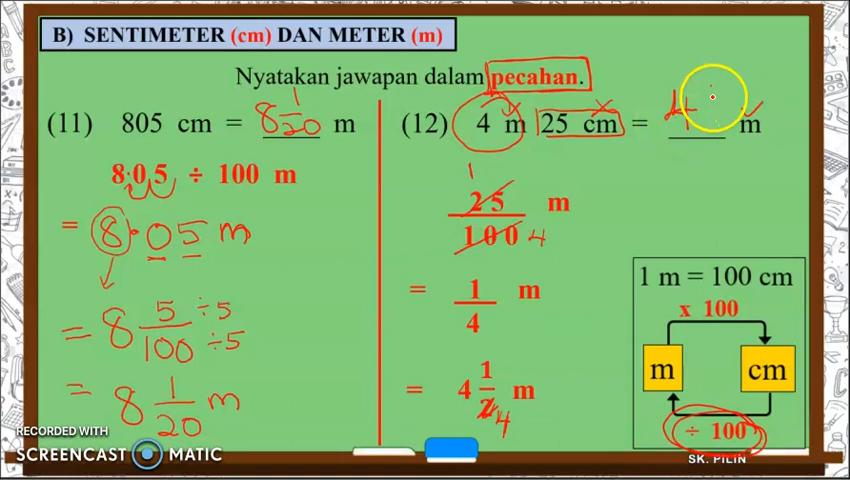 B) SENTIMETER (cm) DAN METER (m)
Nyatakan jawapan dalam pecahan.
(11) 805 cm = 8 1/20 m
8.05 ÷ 100 m
= 8.05 m
= 8 5/100 ÷5 ÷5
= 8 1/20 m
(12) 4 m 25 cm = 4 m
1
25/100 m
4
= 1/4 m
= 4 1/2 m
4
1 m = 100 cm
x 100
m cm
÷ 100
SK. PILIN
RECORDED WITH
SCREENCAST MATIC